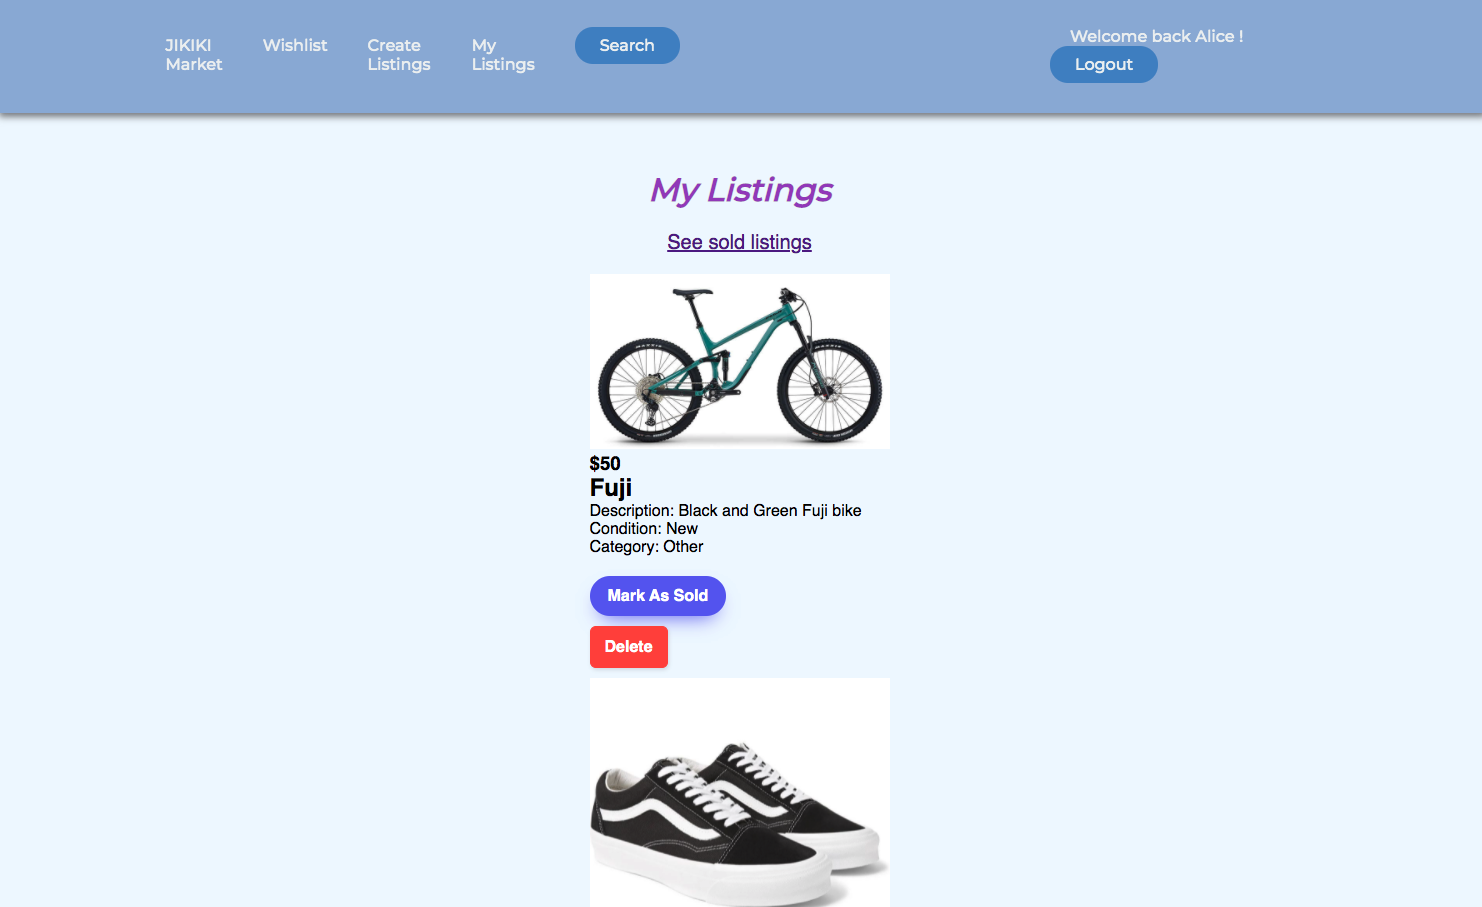 JIKIKI
Market
Wishlist
Create
Listings
My
Listings
Search
Welcome back Alice !
Logout
My Listings
See sold listings
$50
Fuji
Description: Black and Green Fuji bike
Condition: New
Category: Other
Mark As Sold
Delete